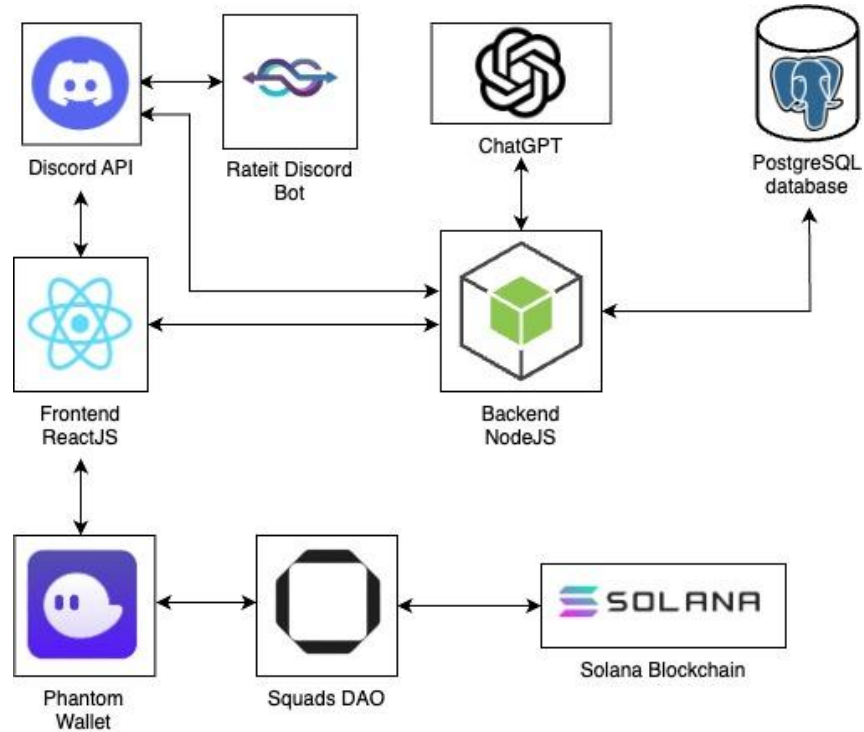 Discord API
Rateit Discord
Bot
ChatGPT
PostgreSQL
database
Frontend
ReactJS
Backend
NodeJS
SOLANA
Phantom
Wallet
Squads DAO
Solana Blockchain